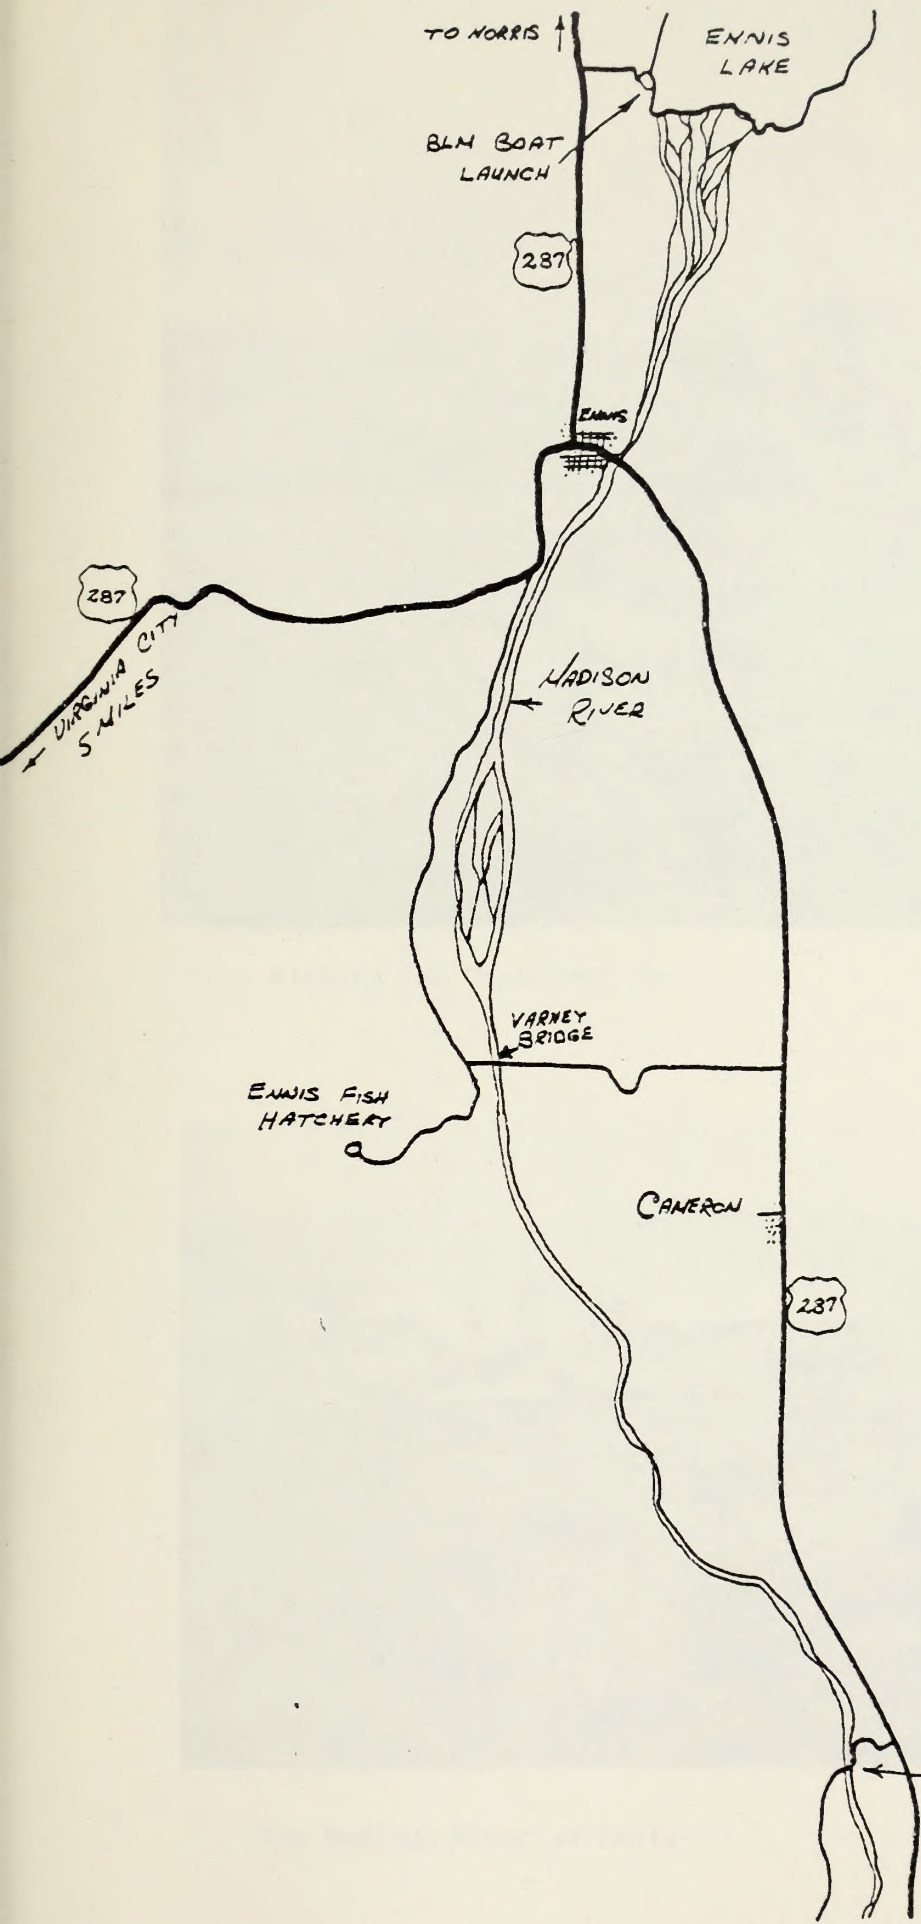 TO NORRIS
ENNIS
LAKE
BLM BOAT
LAUNCH
287
ENNIS
287
VIRGINIA CITY
5 MILES
MADISON
RIVER
VARNEY
BRIDGE
ENNIS FISH
HATCHERY
CAMERON
287